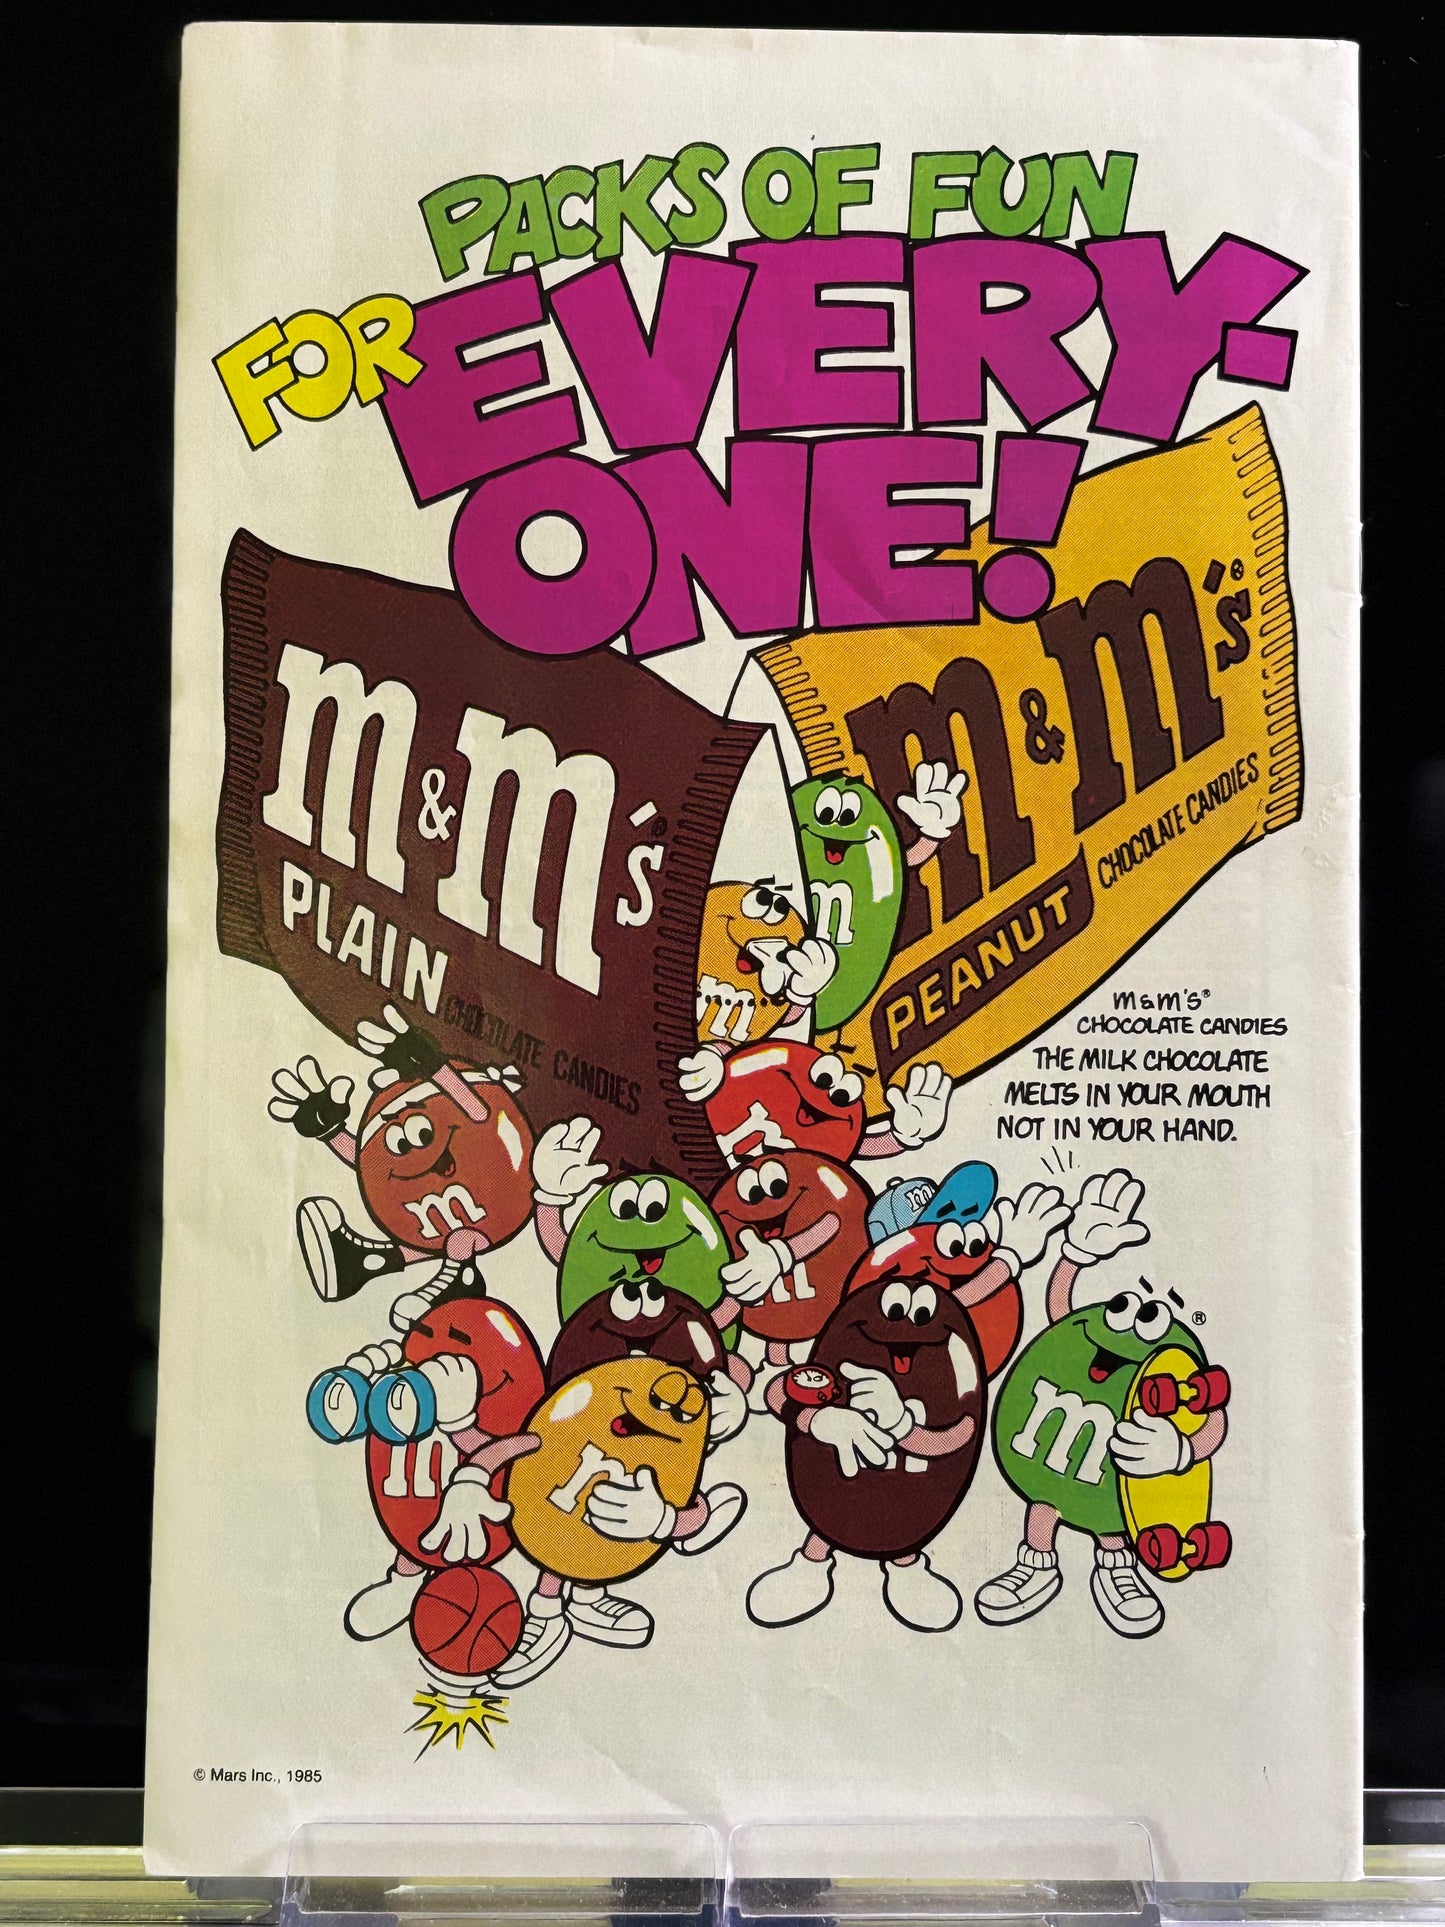 PACKS OF FUN
FOR EVERY-
ONE!
m&m's®
PLAIN
CHOCOLATE CANDIES
m&m's®
PEANUT
CHOCOLATE CANDIES
m&m's®
CHOCOLATE CANDIES
THE MILK CHOCOLATE
MELTS IN YOUR MOUTH
NOT IN YOUR HAND.
m
m
m
m
m
m
m
m
m
®
© Mars Inc., 1985